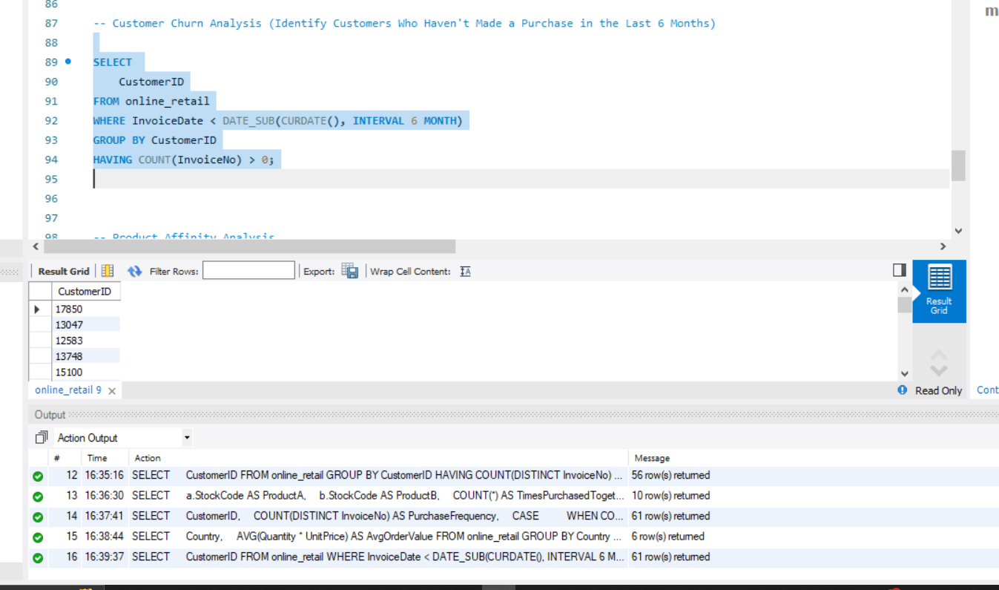 86
87 -- Customer Churn Analysis (Identify Customers Who Haven't Made a Purchase in the Last 6 Months)
88
89 SELECT
90 CustomerID
91 FROM online_retail
92 WHERE InvoiceDate < DATE_SUB(CURDATE(), INTERVAL 6 MONTH)
93 GROUP BY CustomerID
94 HAVING COUNT(InvoiceNo) > 0;
95
96
97
98 -- Product Affinity Analysis
Result Grid Filter Rows: Export: Wrap Cell Content: IA
CustomerID
17850
13047
12583
13748
15100
Result
Grid
online_retail 9 Read Only Cont
Output
Action Output
# Time Action Message
12 16:35:16 SELECT CustomerID FROM online_retail GROUP BY CustomerID HAVING COUNT(DISTINCT InvoiceNo) ... 56 row(s) returned
13 16:36:30 SELECT a.StockCode AS ProductA, b.StockCode AS ProductB, COUNT(*) AS TimesPurchasedToget... 10 row(s) returned
14 16:37:41 SELECT CustomerID, COUNT(DISTINCT InvoiceNo) AS PurchaseFrequency, CASE WHEN CO... 61 row(s) returned
15 16:38:44 SELECT Country, AVG(Quantity * UnitPrice) AS AvgOrderValue FROM online_retail GROUP BY Country ... 6 row(s) returned
16 16:39:37 SELECT CustomerID FROM online_retail WHERE InvoiceDate < DATE_SUB(CURDATE(), INTERVAL 6 M... 61 row(s) returned